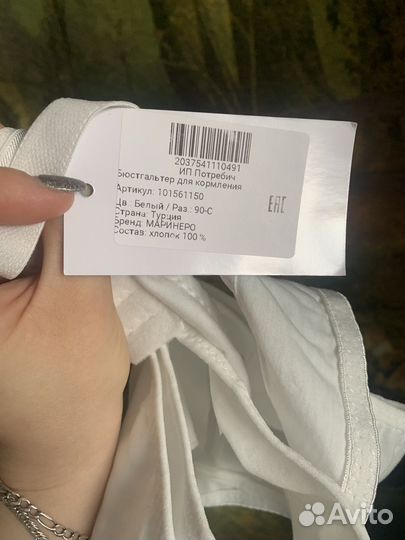 2037541110491
ИП Потребич
Бюстгальтер для кормления
Артикул: 101561150
Цв.: Белый / Раз.: 90-C
Страна: Турция
Бренд: МАРИНЕРО
Состав: хлопок 100 %
EAC
Avito